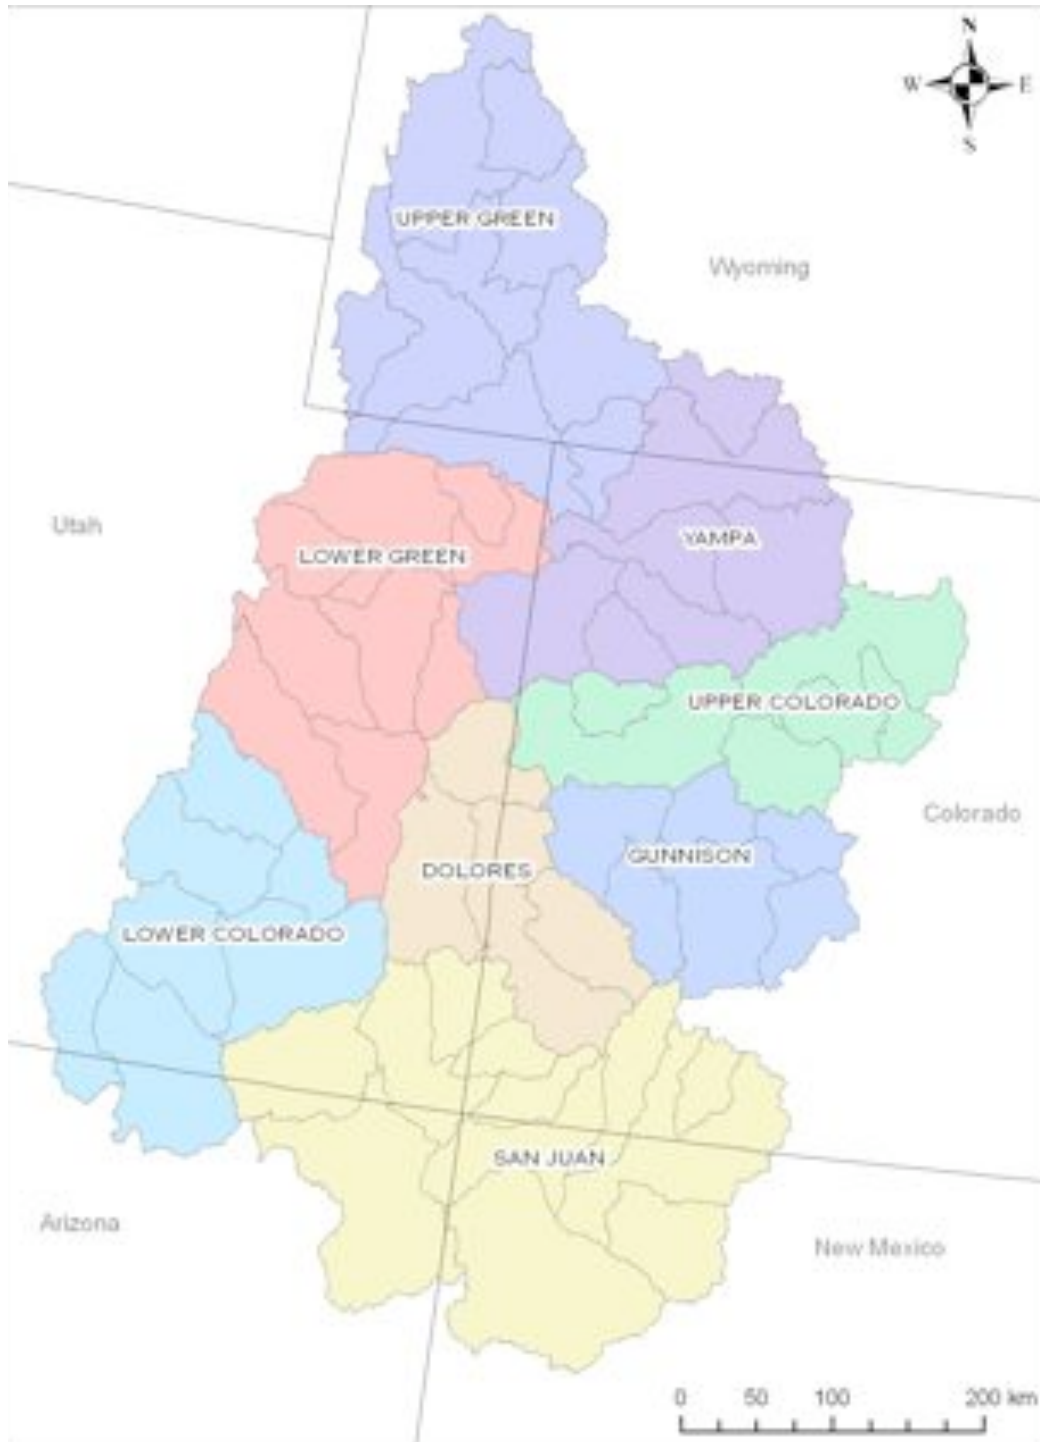 N
W E
S
UPPER GREEN
Wyoming
Utah
YAMPA
LOWER GREEN
UPPER COLORADO
Colorado
GUNNISON
DOLORES
LOWER COLORADO
SAN JUAN
Arizona
New Mexico
0 50 100 200 km